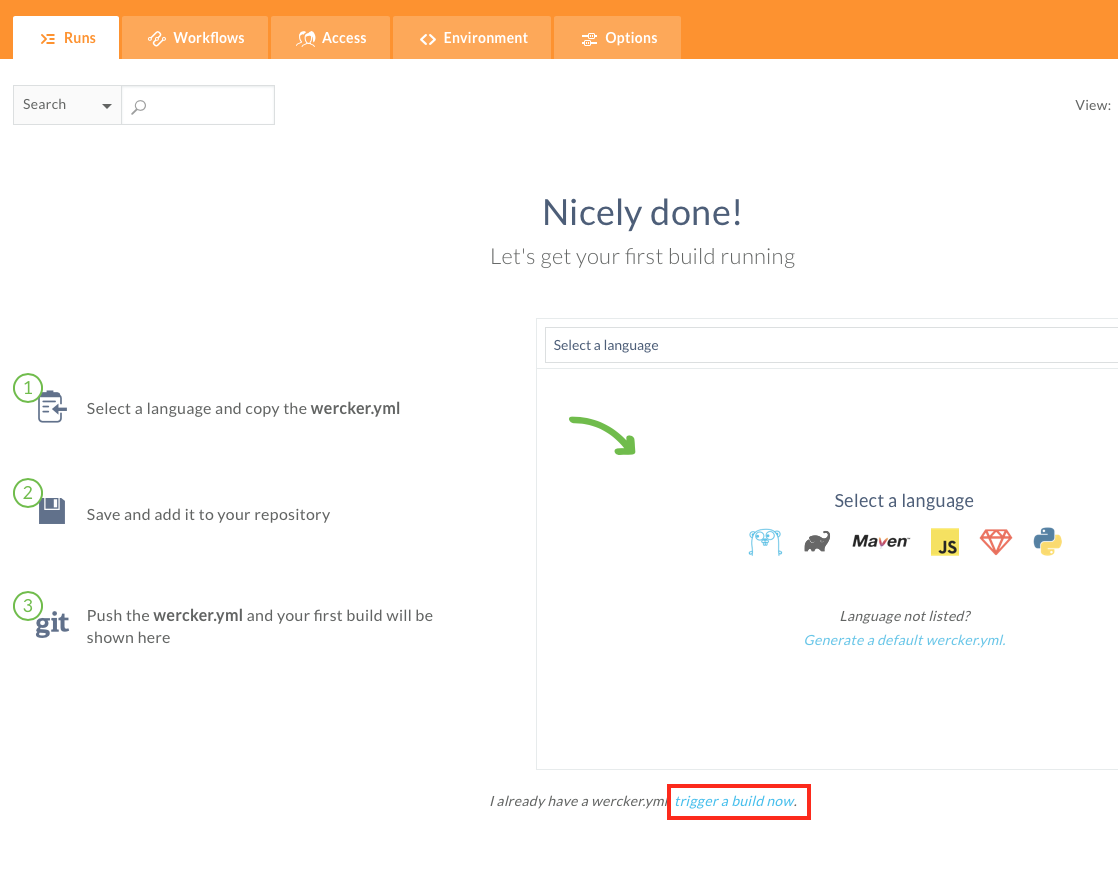 Runs
Workflows
Access
Environment
Options
Search
View:
Nicely done!
Let's get your first build running
Select a language
1
Select a language and copy the wercker.yml
2
Save and add it to your repository
3
git
Push the wercker.yml and your first build will be
shown here
Select a language
Maven
JS
Language not listed?
Generate a default wercker.yml.
I already have a wercker.yml trigger a build now.